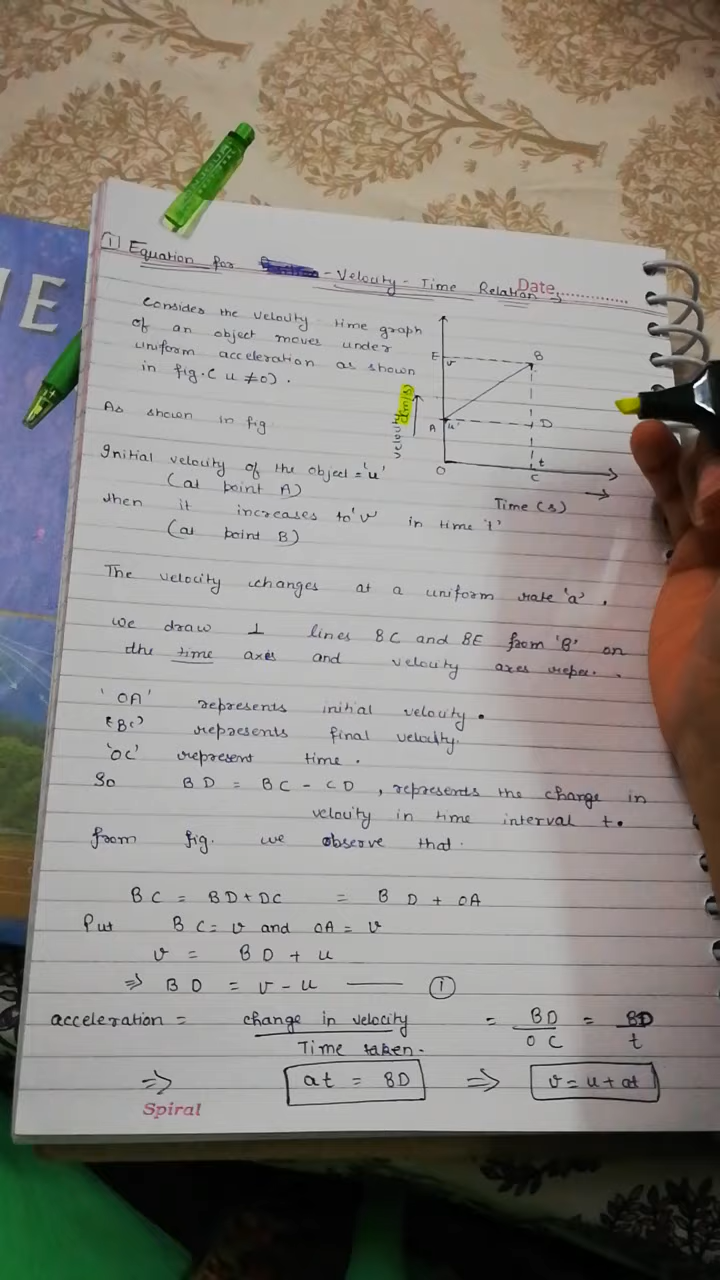 ① Equation for - Velocity - Time Relation
Date..............
Consider the velocity time graph
of an object moves under
uniform acceleration as shown
in fig. ( u ≠ 0 ) .
As shown in fig
Initial velocity of the object = 'u'
( at point A )
then it increases to 'v' in time 't'
( at point B )
E
v
B
A
u
D
O
C
t
velocity (m/s)
Time (s)
The velocity changes at a uniform rate 'a' .
we draw ⊥ lines BC and BE from 'B' on
the time axes and velocity axes repec. .
'OA' represents initial velocity .
'BC' represents final velocity.
'OC' represent time .
So BD = BC - CD , represents the change in
velocity in time interval t .
from fig. we observe that .
BC = BD + DC = BD + OA
Put BC = v and OA = v
v = BD + u
⇒ BD = v - u —— ①
acceleration = change in velocity / Time taken. = BD / OC = BD / t
⇒ at = BD ⇒ v = u + at
Spiral